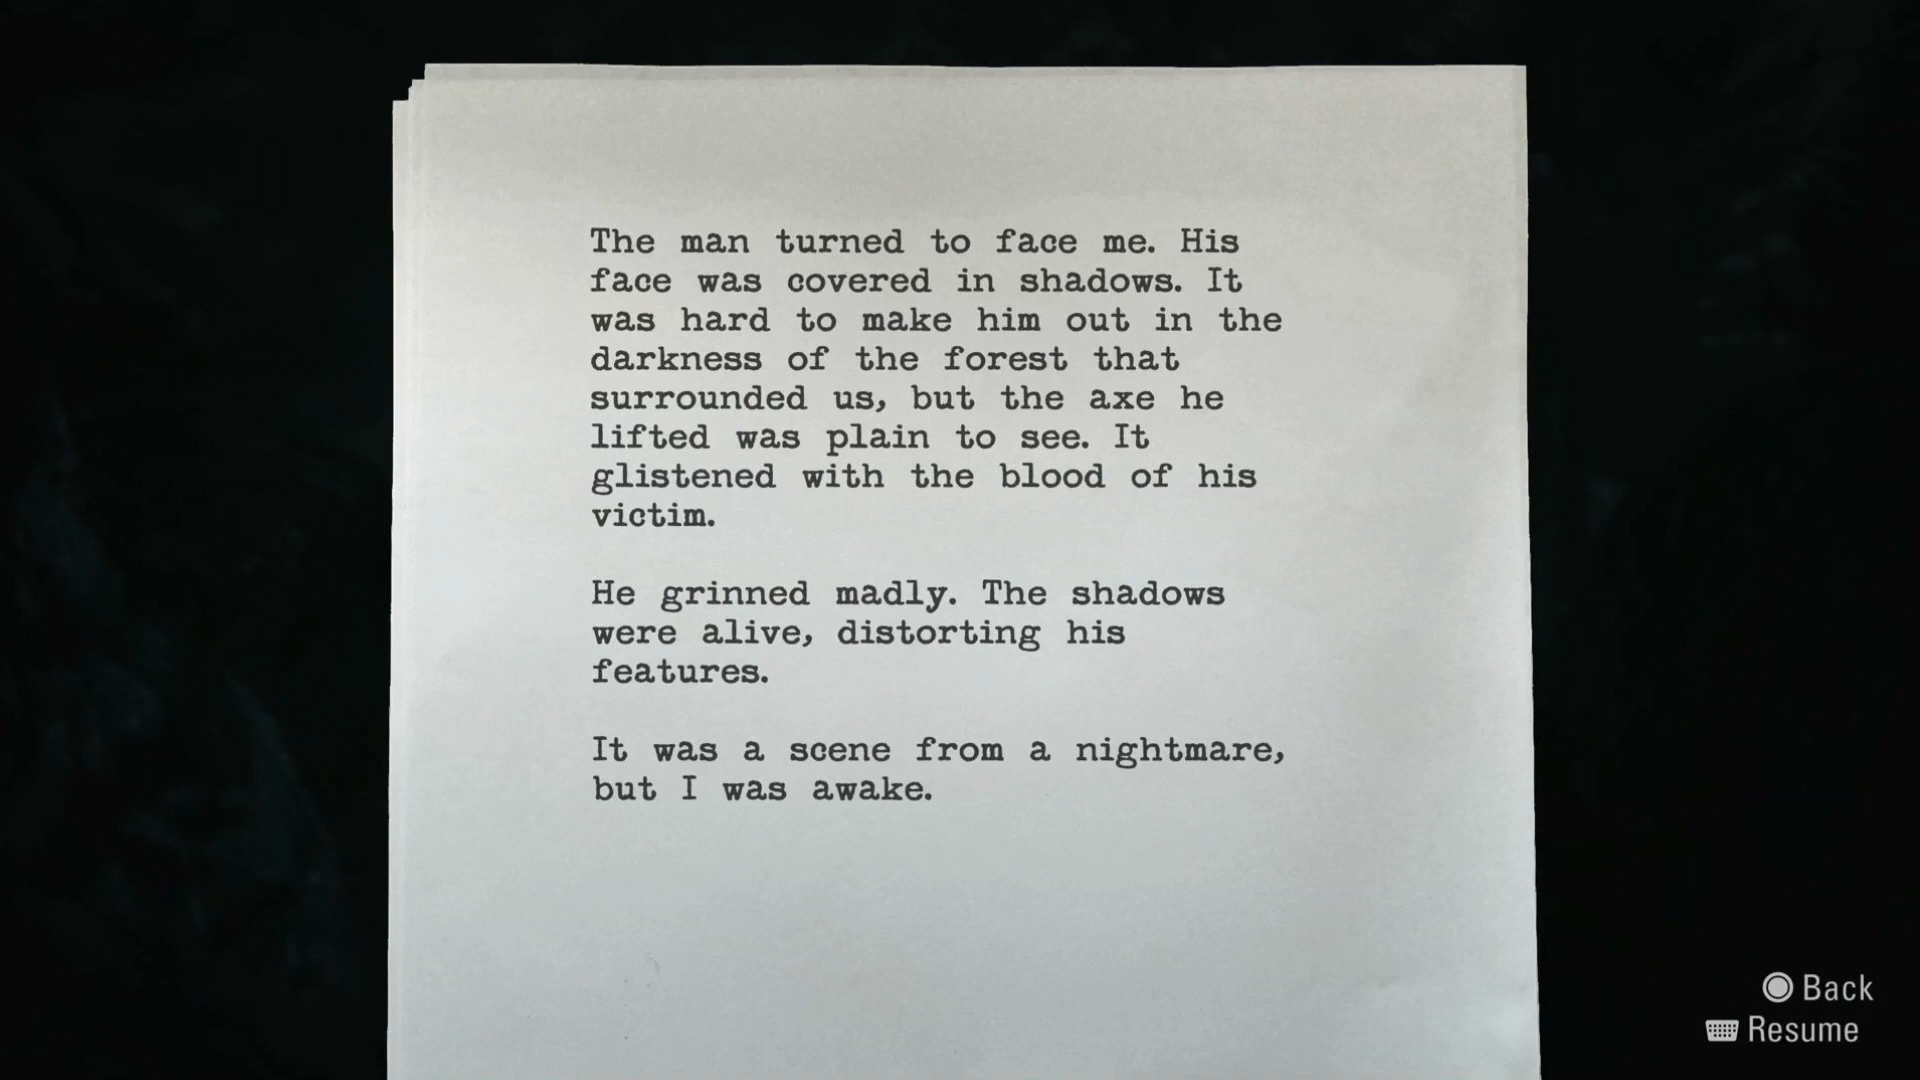 The man turned to face me. His
face was covered in shadows. It
was hard to make him out in the
darkness of the forest that
surrounded us, but the axe he
lifted was plain to see. It
glistened with the blood of his
victim.
He grinned madly. The shadows
were alive, distorting his
features.
It was a scene from a nightmare,
but I was awake.
Back
Resume